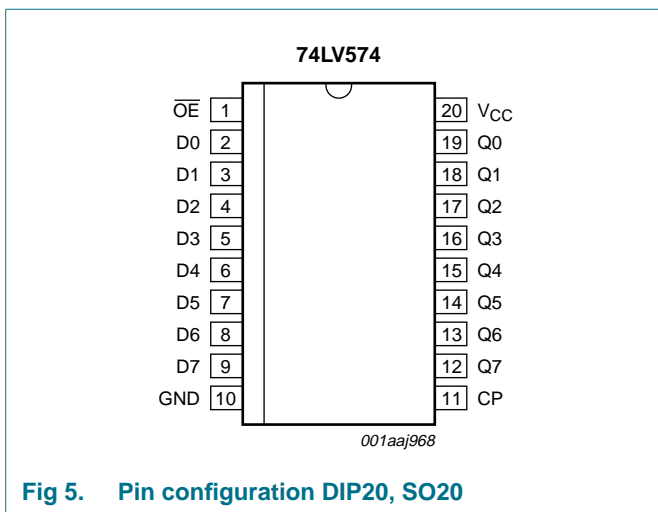 74LV574
O̅E̅ 1 20 VCC
D0 2 19 Q0
D1 3 18 Q1
D2 4 17 Q2
D3 5 16 Q3
D4 6 15 Q4
D5 7 14 Q5
D6 8 13 Q6
D7 9 12 Q7
GND 10 11 CP
001aaj968
Fig 5. Pin configuration DIP20, SO20